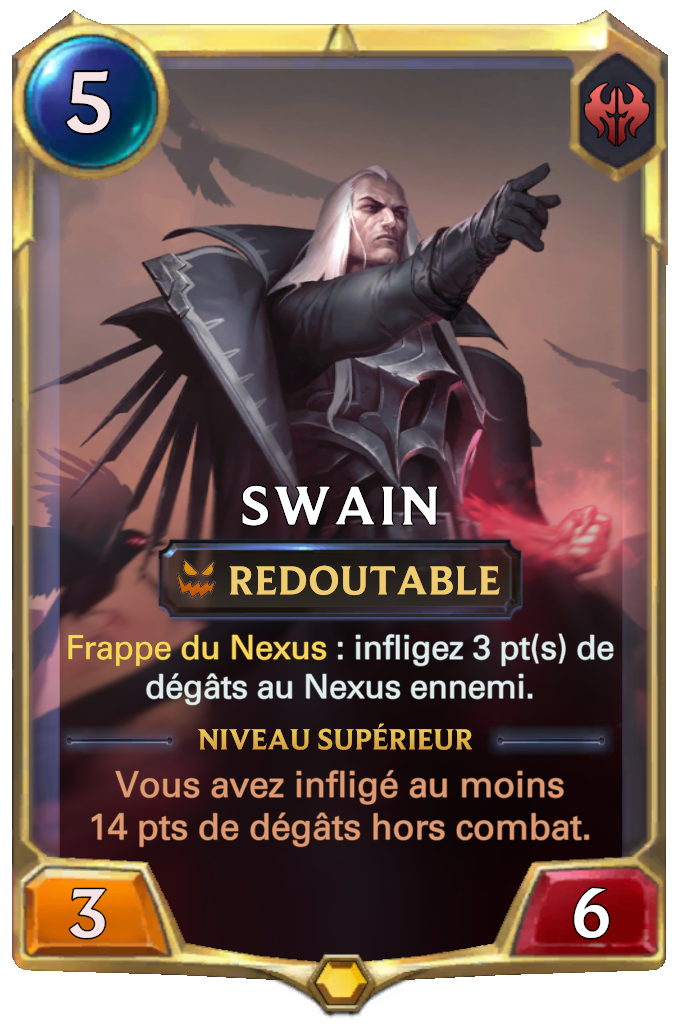 5
SWAIN
REDOUTABLE
Frappe du Nexus : infligez 3 pt(s) de
dégâts au Nexus ennemi.
NIVEAU SUPÉRIEUR
Vous avez infligé au moins
14 pts de dégâts hors combat.
3
6